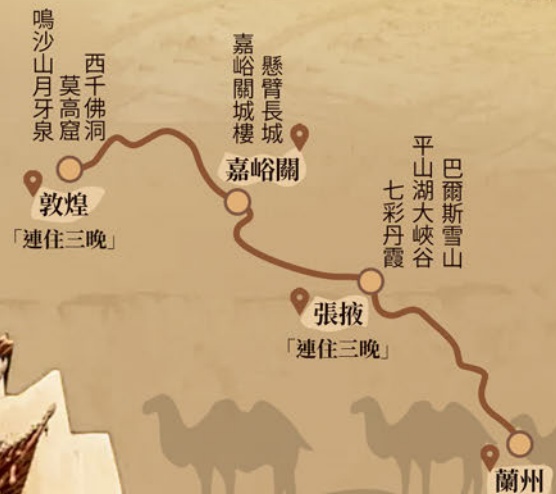 西千佛洞
莫高窟
鳴沙山月牙泉
敦煌
「連住三晚」
懸臂長城
嘉峪關城樓
嘉峪關
巴爾斯雪山
平山湖大峽谷
七彩丹霞
張掖
「連住三晚」
蘭州